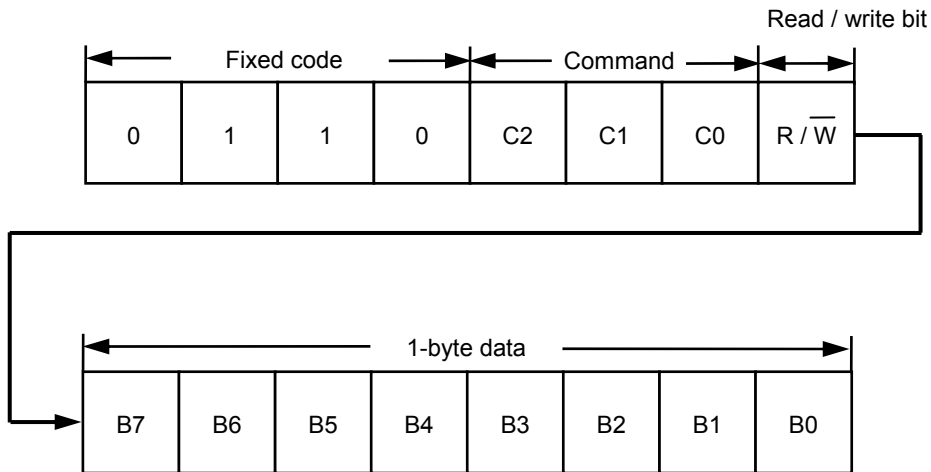 Read / write bit
Fixed code Command
0 1 1 0 C2 C1 C0 R / W̅
1-byte data
B7 B6 B5 B4 B3 B2 B1 B0